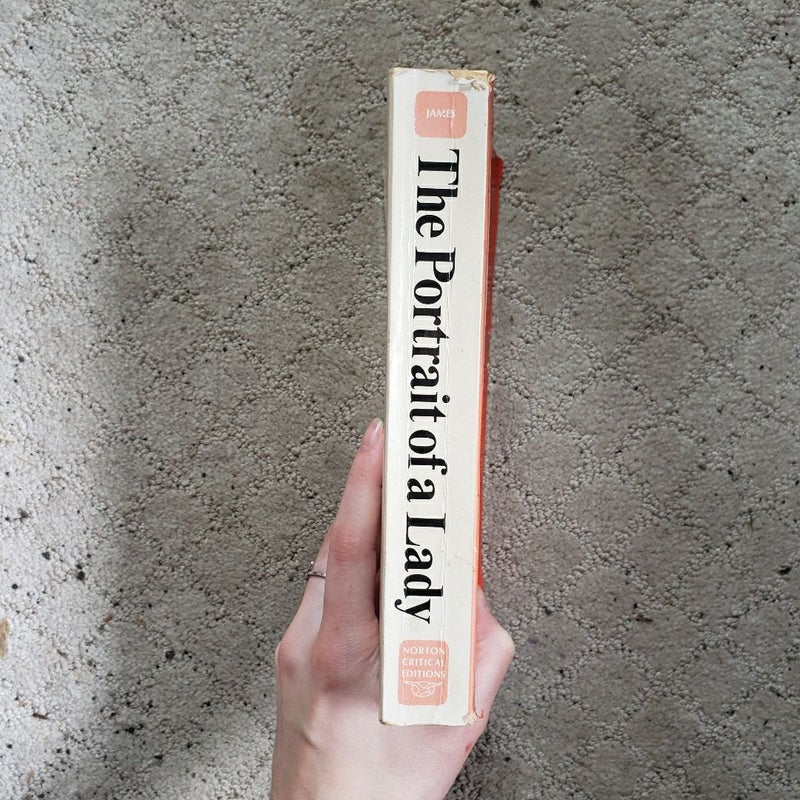 JAMES
The Portrait of a Lady
NORTON
CRITICAL
EDITIONS